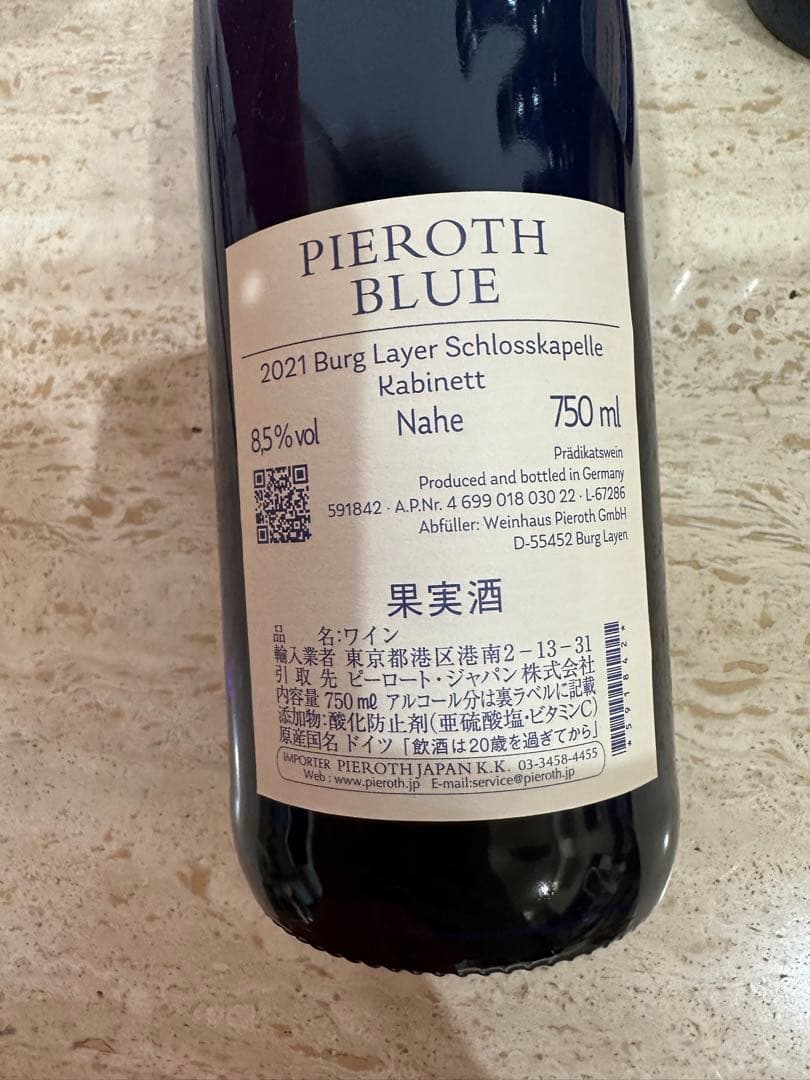 PIEROTH
BLUE
2021 Burg Layer Schlosskapelle
Kabinett
8,5%vol
Nahe
750 ml
Prädikatswein
Produced and bottled in Germany
591842 · A.P.Nr. 4 699 018 030 22 · L-67286
Abfüller: Weinhaus Pieroth GmbH
D-55452 Burg Layen
果実酒
品 名:ワイン
輸入業者 東京都港区港南2-13-31
引取先 ピーロート・ジャパン株式会社
内容量 750㎖ アルコール分は裏ラベルに記載
添加物:酸化防止剤(亜硫酸塩・ビタミンC)
原産国名 ドイツ「飲酒は20歳を過ぎてから」
IMPORTER PIEROTH JAPAN K.K. 03-3458-4455
Web : www.pieroth.jp E-mail:service@pieroth.jp
*591842*